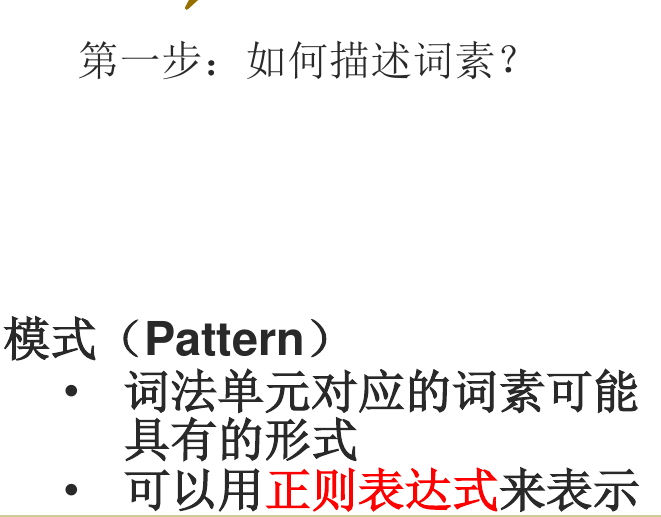 第一步：如何描述词素？
模式（Pattern）
• 词法单元对应的词素可能
具有的形式
• 可以用正则表达式来表示